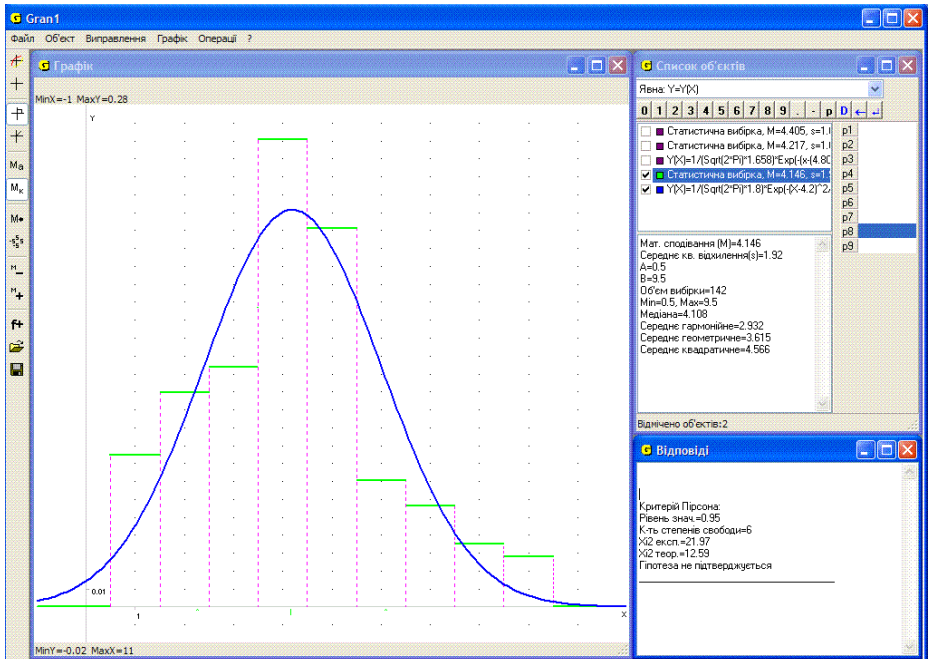 Gran1
Файл Об'єкт Виправлення Графік Операції ?
Графік
MinX=-1 MaxY=0.28
Y
0.01
1
X
MinY=-0.02 MaxX=11
Ma
Mк
M
M
M
f+
Список об'єктів
Явна: Y=Y(X)
0 1 2 3 4 5 6 7 8 9 . - p D
Статистична вибірка, M=4.405, s=1.
Статистична вибірка, M=4.217, s=1.
Y(X)=1/(Sqrt(2*Pi)*1.658)*Exp(-(x-(4.80
Статистична вибірка, M=4.146, s=1.
Y(X)=1/(Sqrt(2*Pi)*1.8)*Exp(-(X-4.2)^2
p1
p2
p3
p4
p5
p6
p7
p8
p9
Мат. сподівання (M)=4.146
Середнє кв. відхилення(s)=1.92
A=0.5
B=9.5
Об'єм вибірки=142
Min=0.5, Max=9.5
Медіана=4.108
Середнє гармонійне=2.932
Середнє геометричне=3.615
Середнє квадратичне=4.566
Відмічено об'єктів:2
Відповіді
Критерій Пірсона:
Рівень знач.=0.95
К-ть степенів свободи=6
Xi2 експ.=21.97
Xi2 теор.=12.59
Гіпотеза не підтверджується